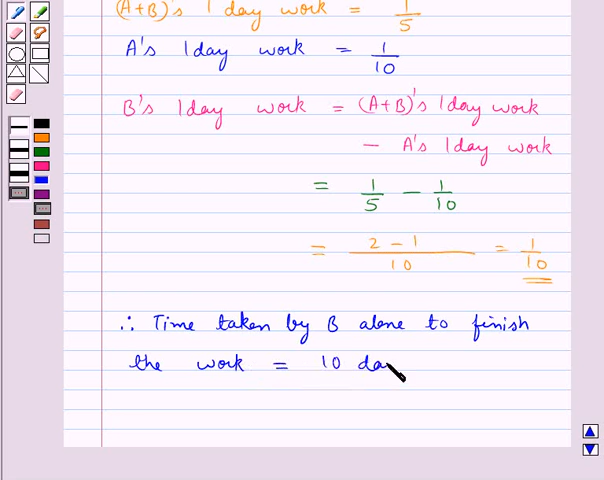 (A+B)'s 1 day work = 1/5
A's 1day work = 1/10
B's 1day work = (A+B)'s 1day work
- A's 1day work
= 1/5 - 1/10
= 2-1/10 = 1/10
∴ Time taken by B alone to finish
the work = 10 da